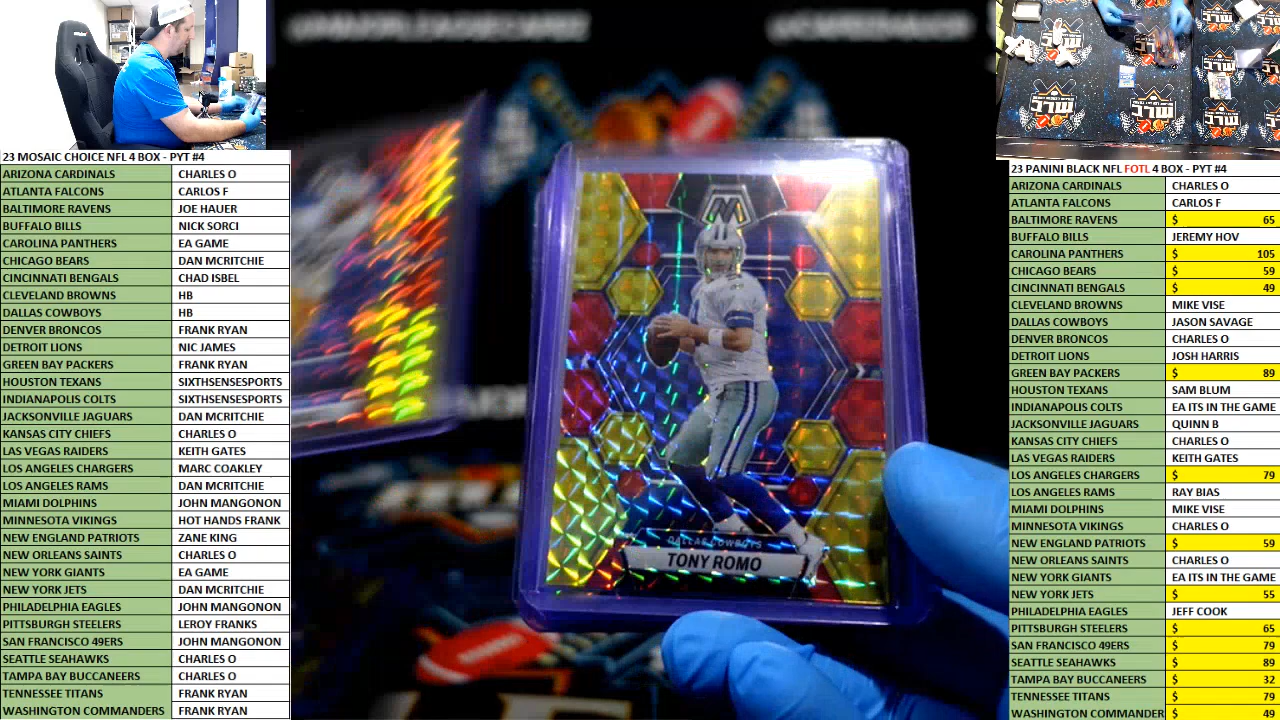 23 MOSAIC CHOICE NFL 4 BOX - PYT #4
ARIZONA CARDINALS CHARLES O
ATLANTA FALCONS CARLOS F
BALTIMORE RAVENS JOE HAUER
BUFFALO BILLS NICK SORCI
CAROLINA PANTHERS EA GAME
CHICAGO BEARS DAN MCRITCHIE
CINCINNATI BENGALS CHAD ISBEL
CLEVELAND BROWNS HB
DALLAS COWBOYS HB
DENVER BRONCOS FRANK RYAN
DETROIT LIONS NIC JAMES
GREEN BAY PACKERS FRANK RYAN
HOUSTON TEXANS SIXTHSENSESPORTS
INDIANAPOLIS COLTS SIXTHSENSESPORTS
JACKSONVILLE JAGUARS DAN MCRITCHIE
KANSAS CITY CHIEFS CHARLES O
LAS VEGAS RAIDERS KEITH GATES
LOS ANGELES CHARGERS MARC COAKLEY
LOS ANGELES RAMS DAN MCRITCHIE
MIAMI DOLPHINS JOHN MANGONON
MINNESOTA VIKINGS HOT HANDS FRANK
NEW ENGLAND PATRIOTS ZANE KING
NEW ORLEANS SAINTS CHARLES O
NEW YORK GIANTS EA GAME
NEW YORK JETS DAN MCRITCHIE
PHILADELPHIA EAGLES JOHN MANGONON
PITTSBURGH STEELERS LEROY FRANKS
SAN FRANCISCO 49ERS JOHN MANGONON
SEATTLE SEAHAWKS CHARLES O
TAMPA BAY BUCCANEERS CHARLES O
TENNESSEE TITANS FRANK RYAN
WASHINGTON COMMANDERS FRANK RYAN
DALLAS COWBOYS
TONY ROMO
23 PANINI BLACK NFL FOTL 4 BOX - PYT #4
ARIZONA CARDINALS CHARLES O
ATLANTA FALCONS CARLOS F
BALTIMORE RAVENS $ 65
BUFFALO BILLS JEREMY HOV
CAROLINA PANTHERS $ 105
CHICAGO BEARS $ 59
CINCINNATI BENGALS $ 49
CLEVELAND BROWNS MIKE VISE
DALLAS COWBOYS JASON SAVAGE
DENVER BRONCOS CHARLES O
DETROIT LIONS JOSH HARRIS
GREEN BAY PACKERS $ 89
HOUSTON TEXANS SAM BLUM
INDIANAPOLIS COLTS EA ITS IN THE GAME
JACKSONVILLE JAGUARS QUINN B
KANSAS CITY CHIEFS CHARLES O
LAS VEGAS RAIDERS KEITH GATES
LOS ANGELES CHARGERS $ 79
LOS ANGELES RAMS RAY BIAS
MIAMI DOLPHINS MIKE VISE
MINNESOTA VIKINGS CHARLES O
NEW ENGLAND PATRIOTS $ 59
NEW ORLEANS SAINTS CHARLES O
NEW YORK GIANTS EA ITS IN THE GAME
NEW YORK JETS $ 55
PHILADELPHIA EAGLES JEFF COOK
PITTSBURGH STEELERS $ 65
SAN FRANCISCO 49ERS $ 79
SEATTLE SEAHAWKS $ 89
TAMPA BAY BUCCANEERS $ 32
TENNESSEE TITANS $ 79
WASHINGTON COMMANDER $ 49